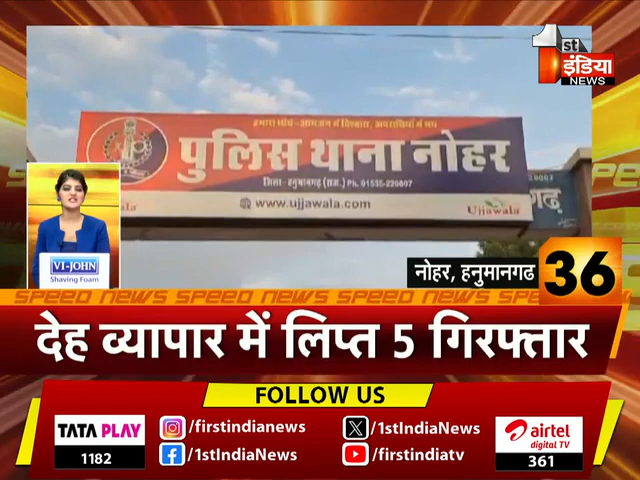 1st
इंडिया
NEWS
हमारा ध्येय-आमजन में विश्वास, अपराधियों में भय
पुलिस थाना नोहर
जिला - हनुमानगढ़ (राज.) Ph. 01555-220807
www.ujjawala.com
Ujjawala
गढ़
VI-JOHN
Shaving Foam
नोहर, हनुमानगढ
36
SPEED NEWS SPEED NEWS SPEED NEWS SPEED NEWS
देह व्यापार में लिप्त 5 गिरफ्तार
FOLLOW US
TATA PLAY
1182
/firstindianews
/1stIndiaNews
/1stIndiaNews
/firstindiatv
airtel
digital TV
361